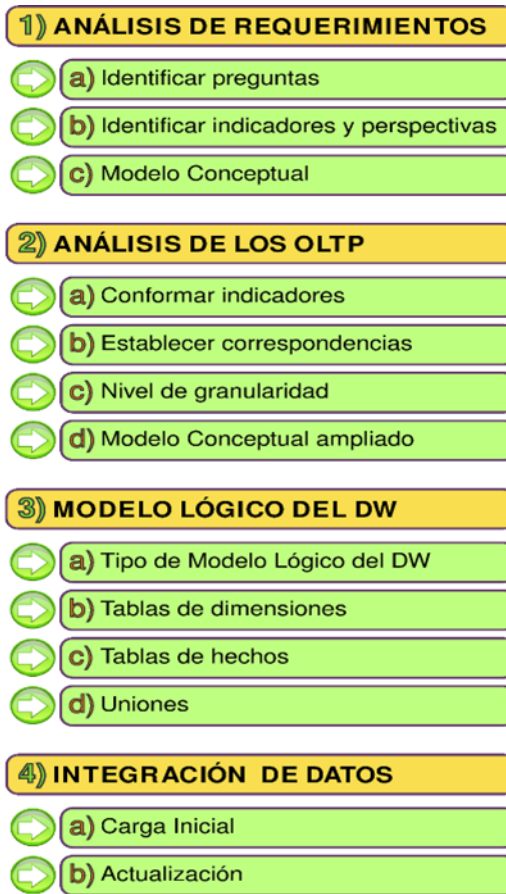 1) ANÁLISIS DE REQUERIMIENTOS
a) Identificar preguntas
b) Identificar indicadores y perspectivas
c) Modelo Conceptual
2) ANÁLISIS DE LOS OLTP
a) Conformar indicadores
b) Establecer correspondencias
c) Nivel de granularidad
d) Modelo Conceptual ampliado
3) MODELO LÓGICO DEL DW
a) Tipo de Modelo Lógico del DW
b) Tablas de dimensiones
c) Tablas de hechos
d) Uniones
4) INTEGRACIÓN DE DATOS
a) Carga Inicial
b) Actualización